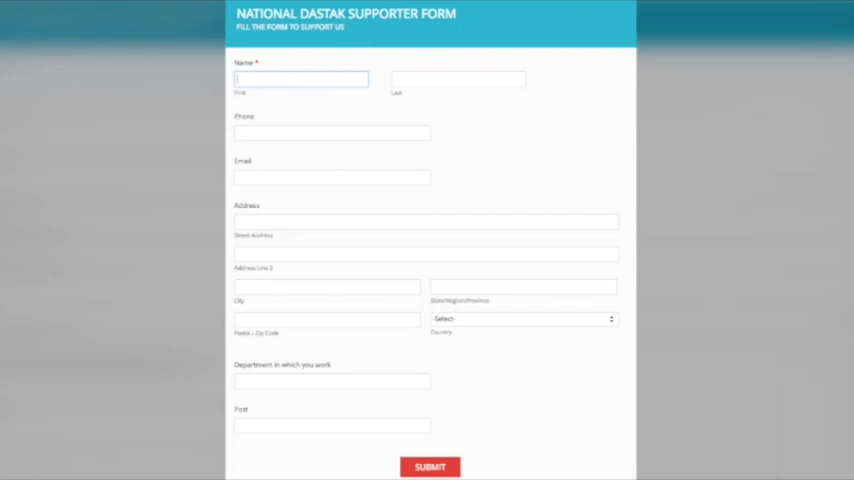 NATIONAL DASTAK SUPPORTER FORM
FILL THE FORM TO SUPPORT US
Name *
First
Last
Phone
Email
Address
Street Address
Address Line 2
City
State/Region/Province
/ Zip Code
-Select-
Country
Department in which you work
Post
SUBMIT